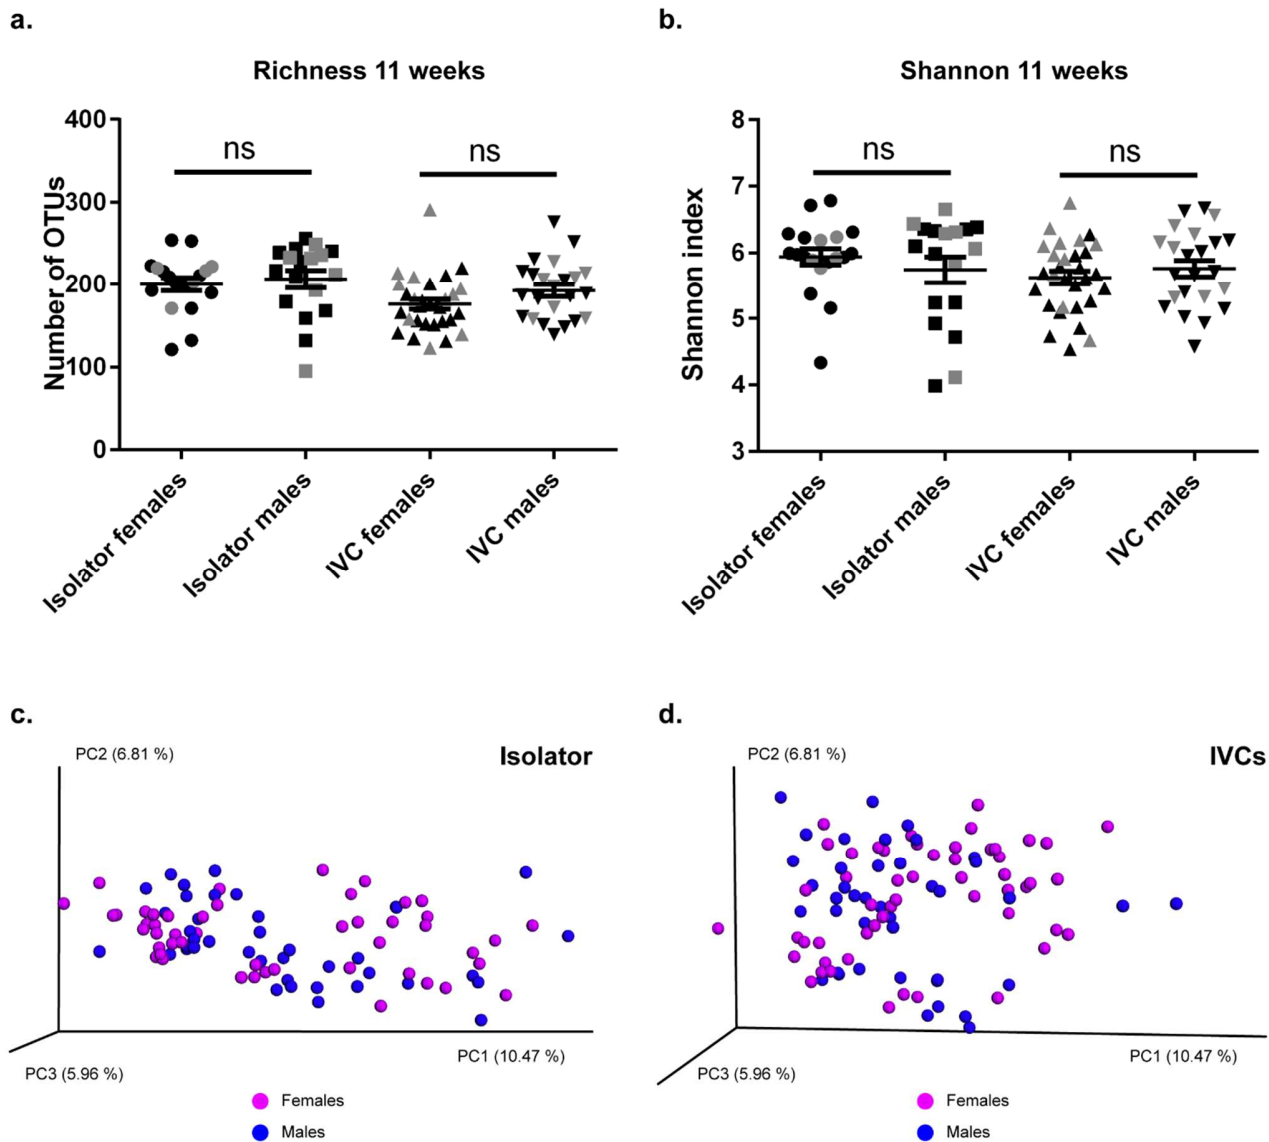 a.
Richness 11 weeks
Number of OTUs
400
300
200
100
0
ns
ns
Isolator females
Isolator males
IVC females
IVC males
b.
Shannon 11 weeks
Shannon index
8
7
6
5
4
3
ns
ns
Isolator females
Isolator males
IVC females
IVC males
c.
PC2 (6.81 %)
Isolator
PC1 (10.47 %)
PC3 (5.96 %)
Females
Males
d.
PC2 (6.81 %)
IVCs
PC1 (10.47 %)
PC3 (5.96 %)
Females
Males